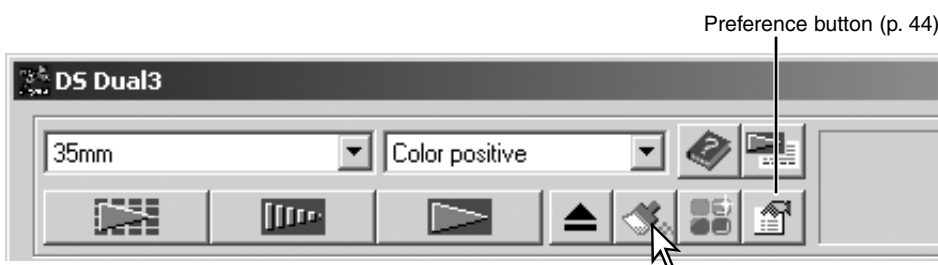 Preference button (p. 44)
DS Dual3
35mm
Color positive